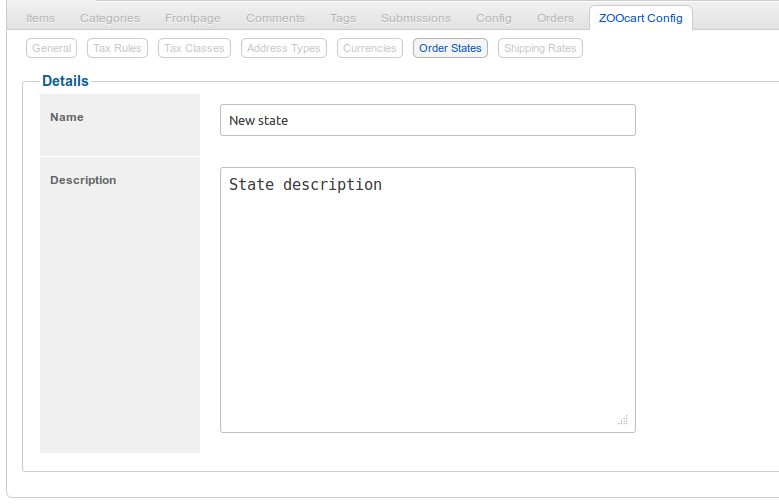 Items Categories Frontpage Comments Tags Submissions Config Orders ZOOcart Config
General Tax Rules Tax Classes Address Types Currencies Order States Shipping Rates
Details
Name New state
Description State description